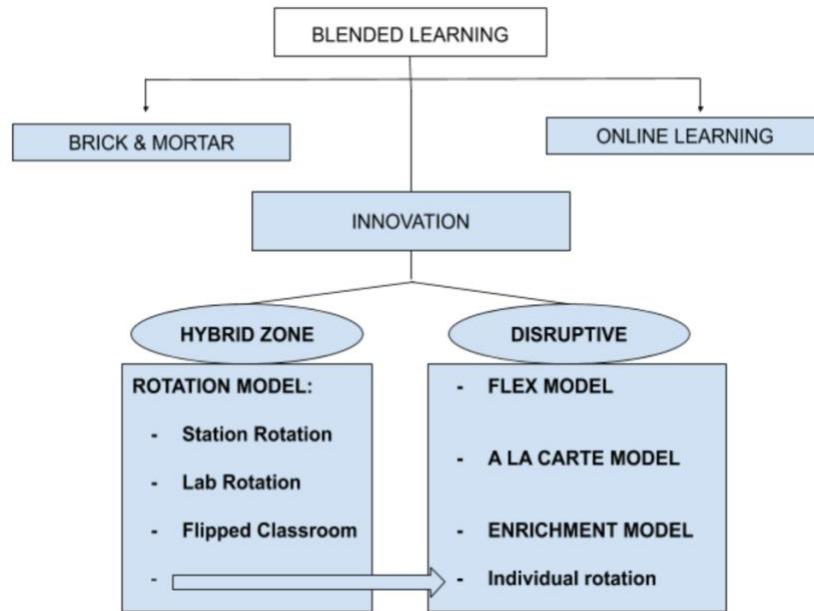 BLENDED LEARNING
BRICK & MORTAR
ONLINE LEARNING
INNOVATION
HYBRID ZONE
DISRUPTIVE
ROTATION MODEL:
- Station Rotation
- Lab Rotation
- Flipped Classroom
-
- FLEX MODEL
- A LA CARTE MODEL
- ENRICHMENT MODEL
- Individual rotation